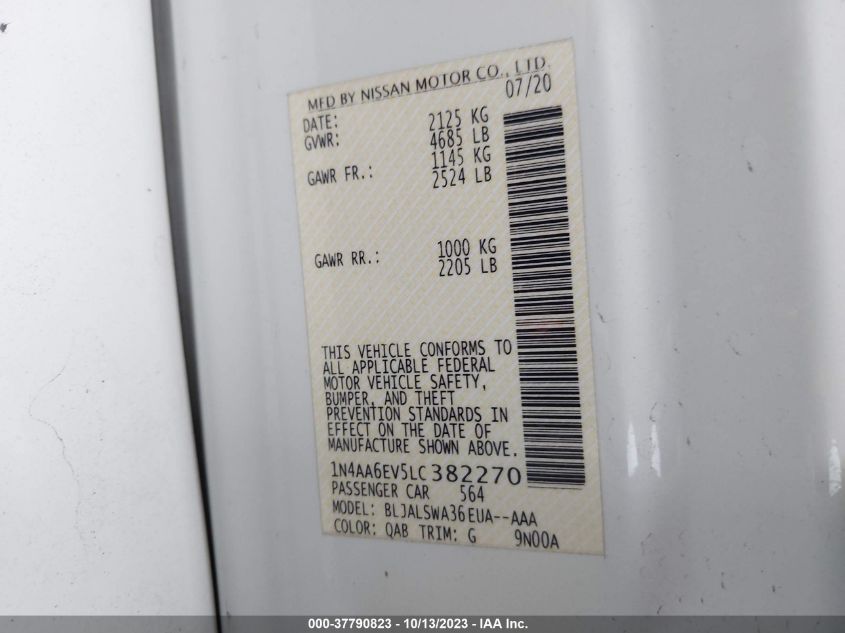 MFD BY NISSAN MOTOR CO., LTD.
DATE: 07/20
GVWR: 2125 KG
4685 LB
GAWR FR.: 1145 KG
2524 LB
GAWR RR.: 1000 KG
2205 LB
THIS VEHICLE CONFORMS TO
ALL APPLICABLE FEDERAL
MOTOR VEHICLE SAFETY,
BUMPER, AND THEFT
PREVENTION STANDARDS IN
EFFECT ON THE DATE OF
MANUFACTURE SHOWN ABOVE.
1N4AA6EV5LC382270
PASSENGER CAR 564
MODEL: BLJALSWA36EUA--AAA
COLOR: QAB TRIM: G 9N00A
000-37790823 - 10/13/2023 - IAA Inc.